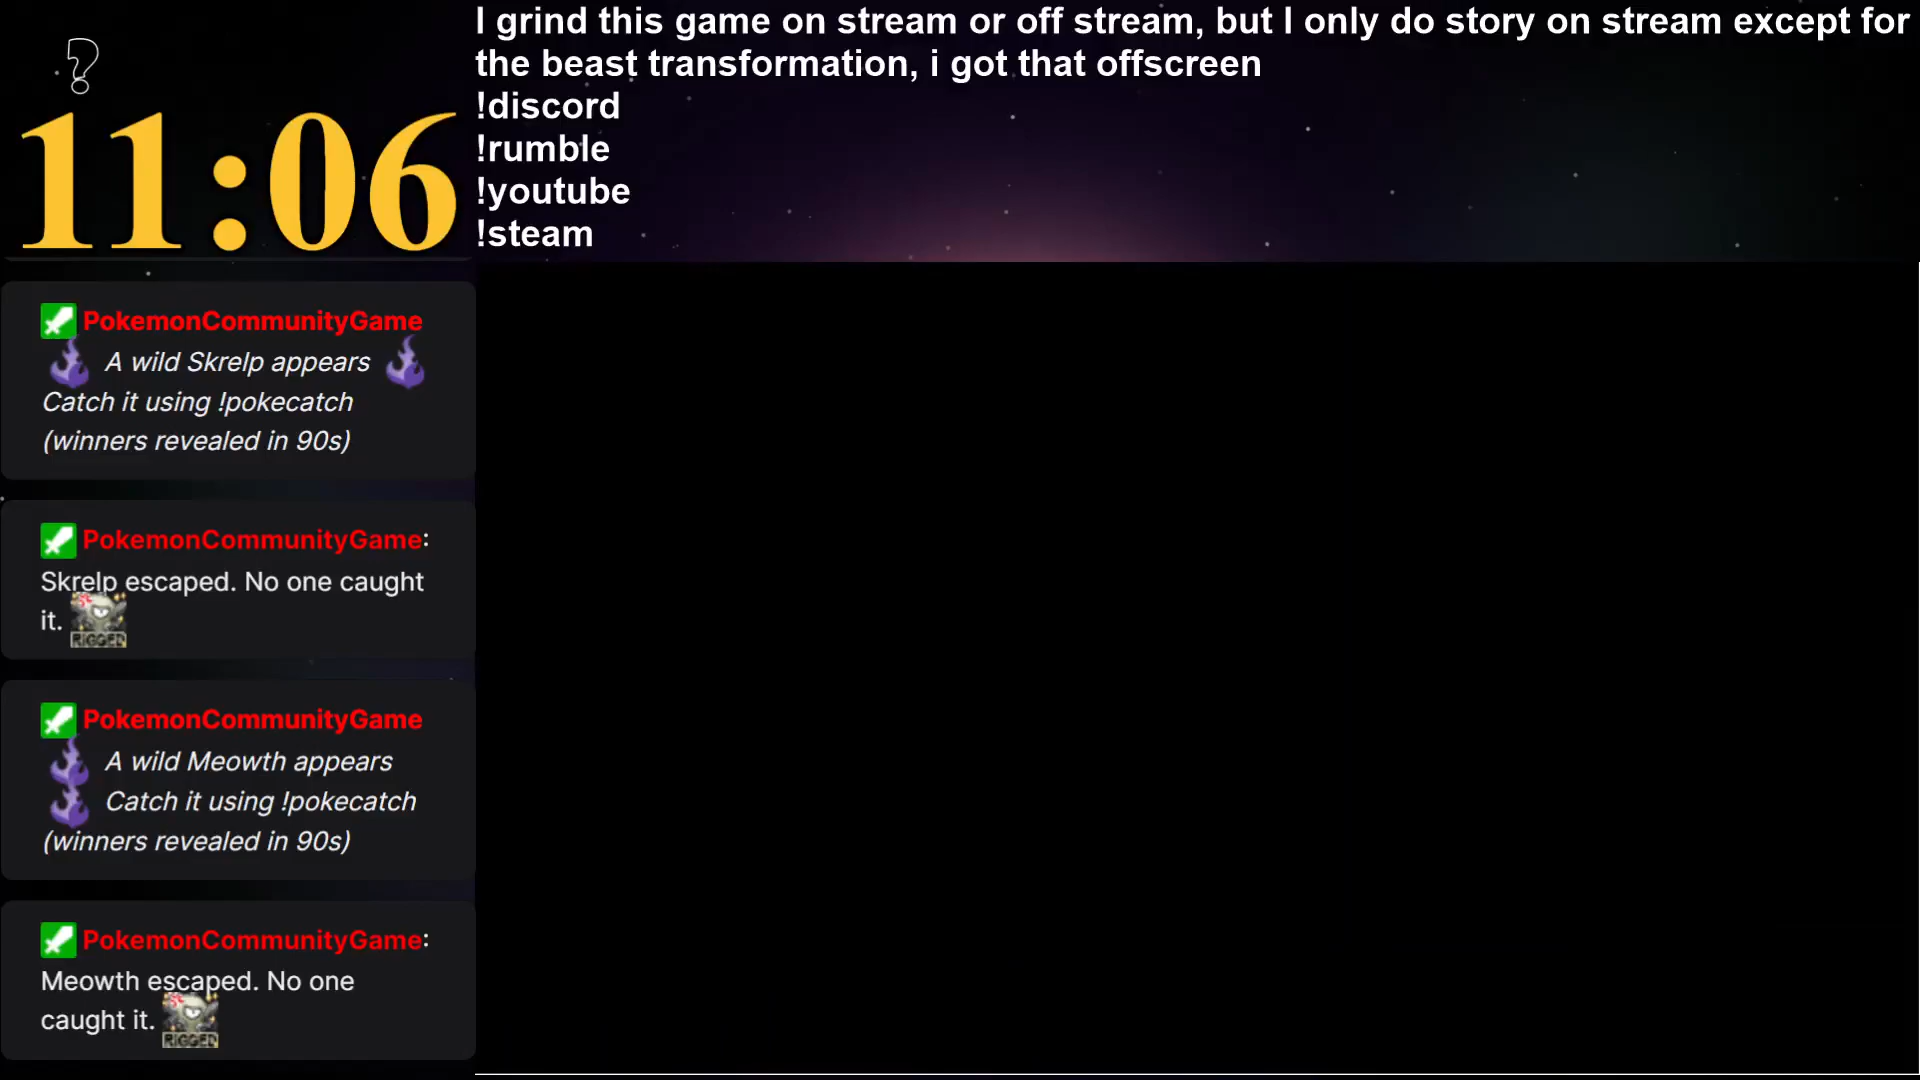 I grind this game on stream or off stream, but I only do story on stream except for
the beast transformation, i got that offscreen
!discord
!rumble
!youtube
!steam
?
11:06
PokemonCommunityGame
A wild Skrelp appears
Catch it using !pokecatch
(winners revealed in 90s)
PokemonCommunityGame:
Skrelp escaped. No one caught
it.
RIGGED
PokemonCommunityGame
A wild Meowth appears
Catch it using !pokecatch
(winners revealed in 90s)
PokemonCommunityGame:
Meowth escaped. No one
caught it.
RIGGED